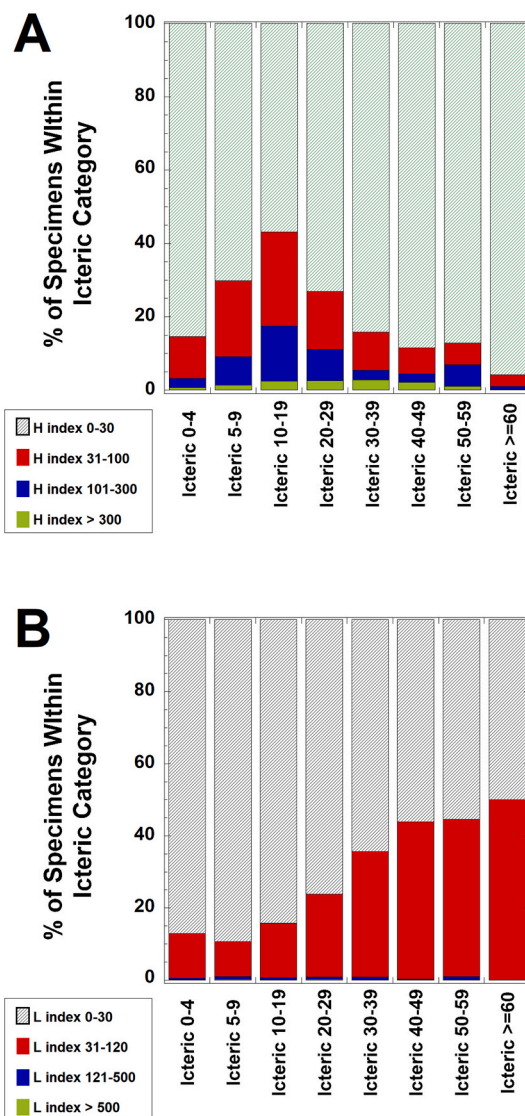 A
% of Specimens WIthin
Icteric Category
100
80
60
40
20
0
Icteric 0-4
Icteric 5-9
Icteric 10-19
Icteric 20-29
Icteric 30-39
Icteric 40-49
Icteric 50-59
Icteric >=60
H index 0-30
H index 31-100
H index 101-300
H index > 300
B
% of Specimens WIthin
Icteric Category
100
80
60
40
20
0
Icteric 0-4
Icteric 5-9
Icteric 10-19
Icteric 20-29
Icteric 30-39
Icteric 40-49
Icteric 50-59
Icteric >=60
L index 0-30
L index 31-120
L index 121-500
L index > 500